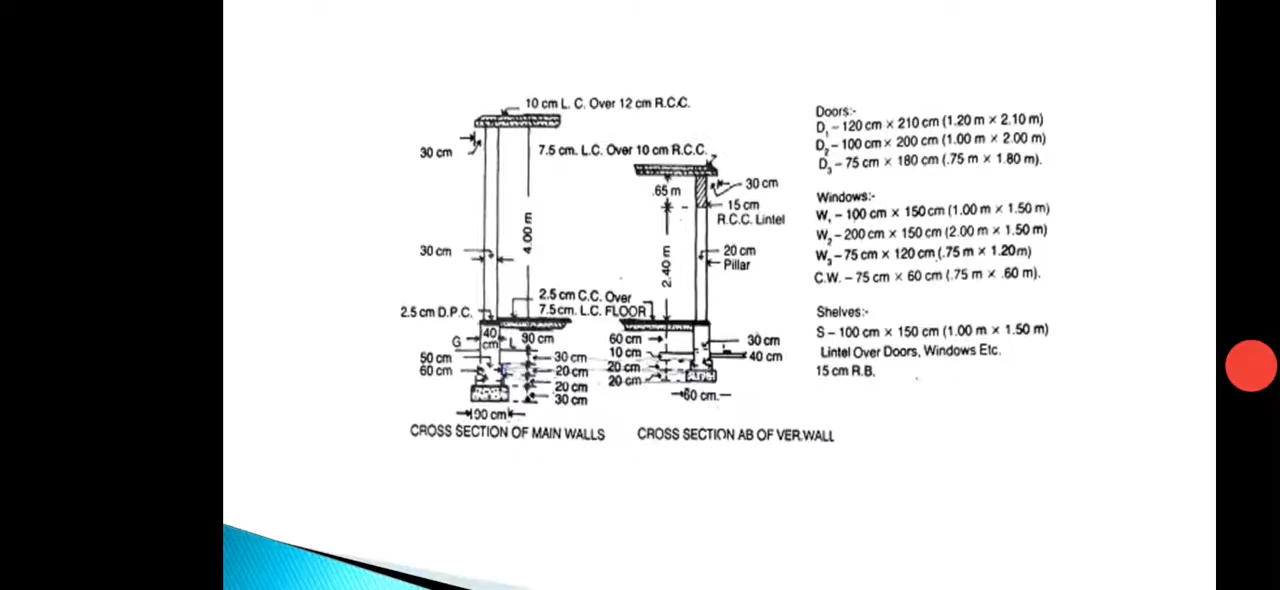 10 cm L. C. Over 12 cm R.C.C.
30 cm
7.5 cm. L.C. Over 10 cm R.C.C.
.65 m
30 cm
15 cm
R.C.C. Lintel
4.00 m
30 cm
2.40 m
20 cm
Pillar
2.5 cm C.C. Over
7.5 cm. L.C. FLOOR
2.5 cm D.P.C.
G
40
cm
L
90 cm
60 cm
30 cm
50 cm
60 cm
30 cm
20 cm
20 cm
30 cm
10 cm
20 cm
20 cm
40 cm
100 cm
60 cm.
CROSS SECTION OF MAIN WALLS
CROSS SECTION AB OF VER.WALL
Doors:-
D1 – 120 cm × 210 cm (1.20 m × 2.10 m)
D2 – 100 cm × 200 cm (1.00 m × 2.00 m)
D3 – 75 cm × 180 cm (.75 m × 1.80 m).
Windows:-
W1 – 100 cm × 150 cm (1.00 m × 1.50 m)
W2 – 200 cm × 150 cm (2.00 m × 1.50 m)
W3 – 75 cm × 120 cm (.75 m × 1.20 m)
C.W. – 75 cm × 60 cm (.75 m × .60 m).
Shelves:-
S – 100 cm × 150 cm (1.00 m × 1.50 m)
Lintel Over Doors, Windows Etc.
15 cm R.B.